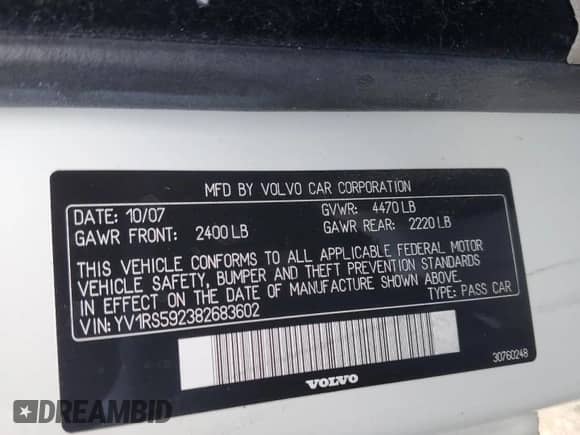 MFD BY VOLVO CAR CORPORATION
DATE: 10/07 GVWR: 4470 LB
GAWR FRONT: 2400 LB GAWR REAR: 2220 LB
THIS VEHICLE CONFORMS TO ALL APPLICABLE FEDERAL MOTOR
VEHICLE SAFETY, BUMPER AND THEFT PREVENTION STANDARDS
IN EFFECT ON THE DATE OF MANUFACTURE SHOWN ABOVE.
VIN: YV1RS592382683602 TYPE: PASS CAR
30760248
VOLVO
DREAMBID